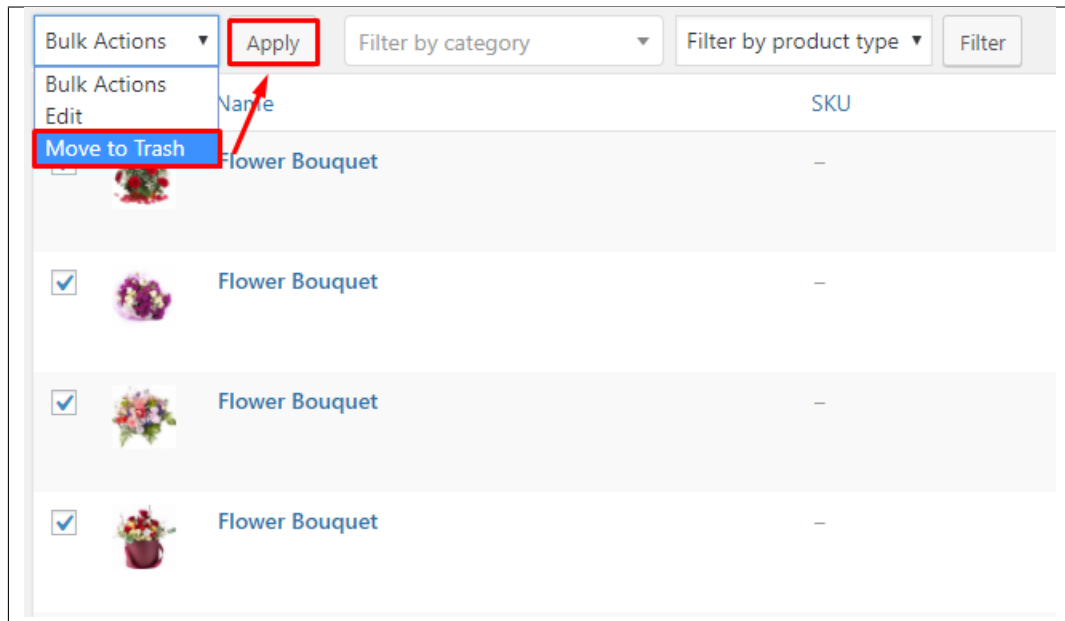 Bulk Actions Apply Filter by category Filter by product type Filter
Bulk Actions
Edit
Name SKU
Move to Trash
Flower Bouquet –
Flower Bouquet –
Flower Bouquet –
Flower Bouquet –